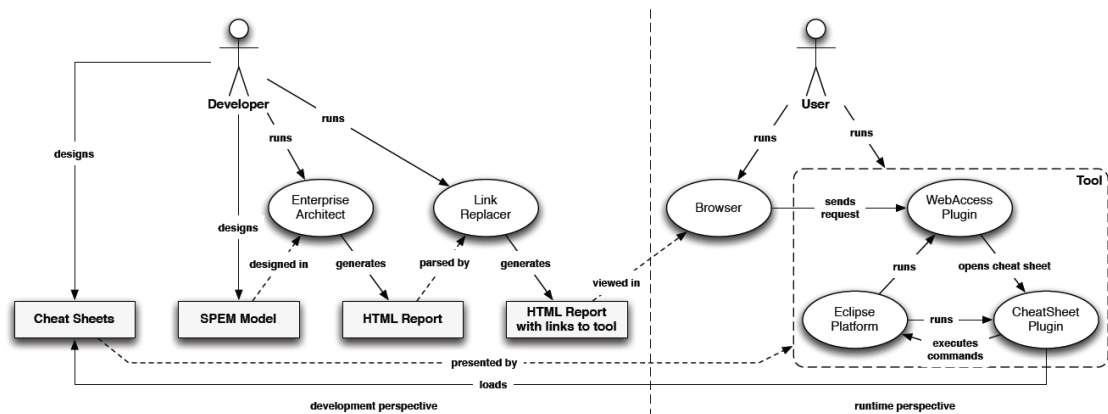 Developer
User
designs
runs
runs
runs
runs
Tool
Enterprise
Architect
Link
Replacer
Browser
sends
request
WebAccess
Plugin
designs
designed in
generates
parsed by
generates
viewed in
runs
opens cheat sheet
Cheat Sheets
SPEM Model
HTML Report
HTML Report
with links to tool
Eclipse
Platform
runs
CheatSheet
Plugin
executes
commands
presented by
loads
development perspective
runtime perspective